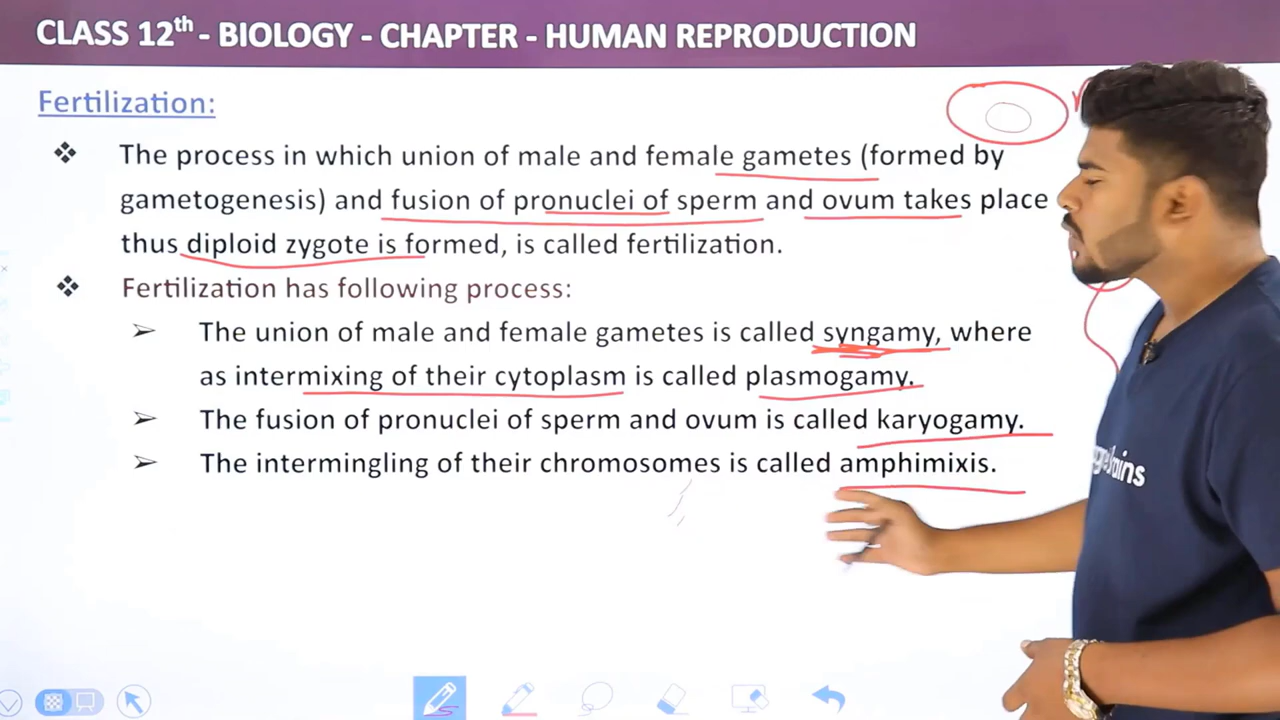 CLASS 12th - BIOLOGY - CHAPTER - HUMAN REPRODUCTION
Fertilization:
❖ The process in which union of male and female gametes (formed by
gametogenesis) and fusion of pronuclei of sperm and ovum takes place
thus diploid zygote is formed, is called fertilization.
❖ Fertilization has following process:
➢ The union of male and female gametes is called syngamy, where
as intermixing of their cytoplasm is called plasmogamy.
➢ The fusion of pronuclei of sperm and ovum is called karyogamy.
➢ The intermingling of their chromosomes is called amphimixis.